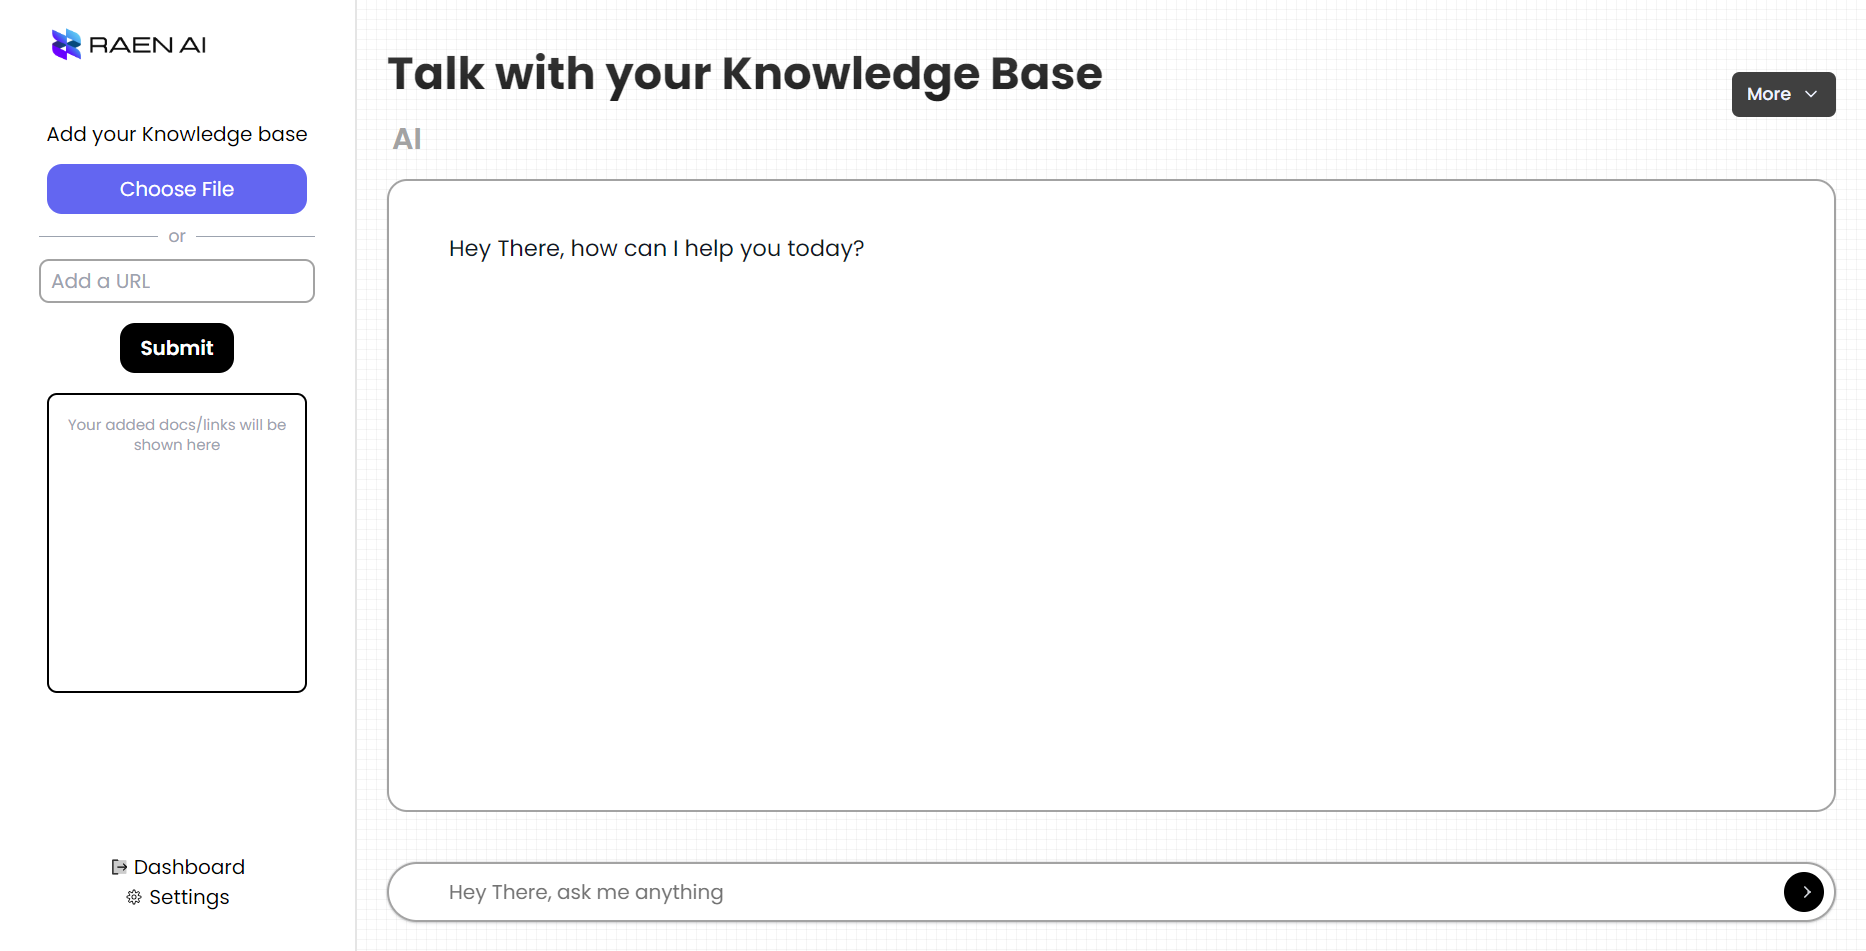 RAEN AI
Add your Knowledge base
Choose File
or
Add a URL
Submit
Your added docs/links will be
shown here
Dashboard
Settings
Talk with your Knowledge Base
AI
More
Hey There, how can I help you today?
Hey There, ask me anything